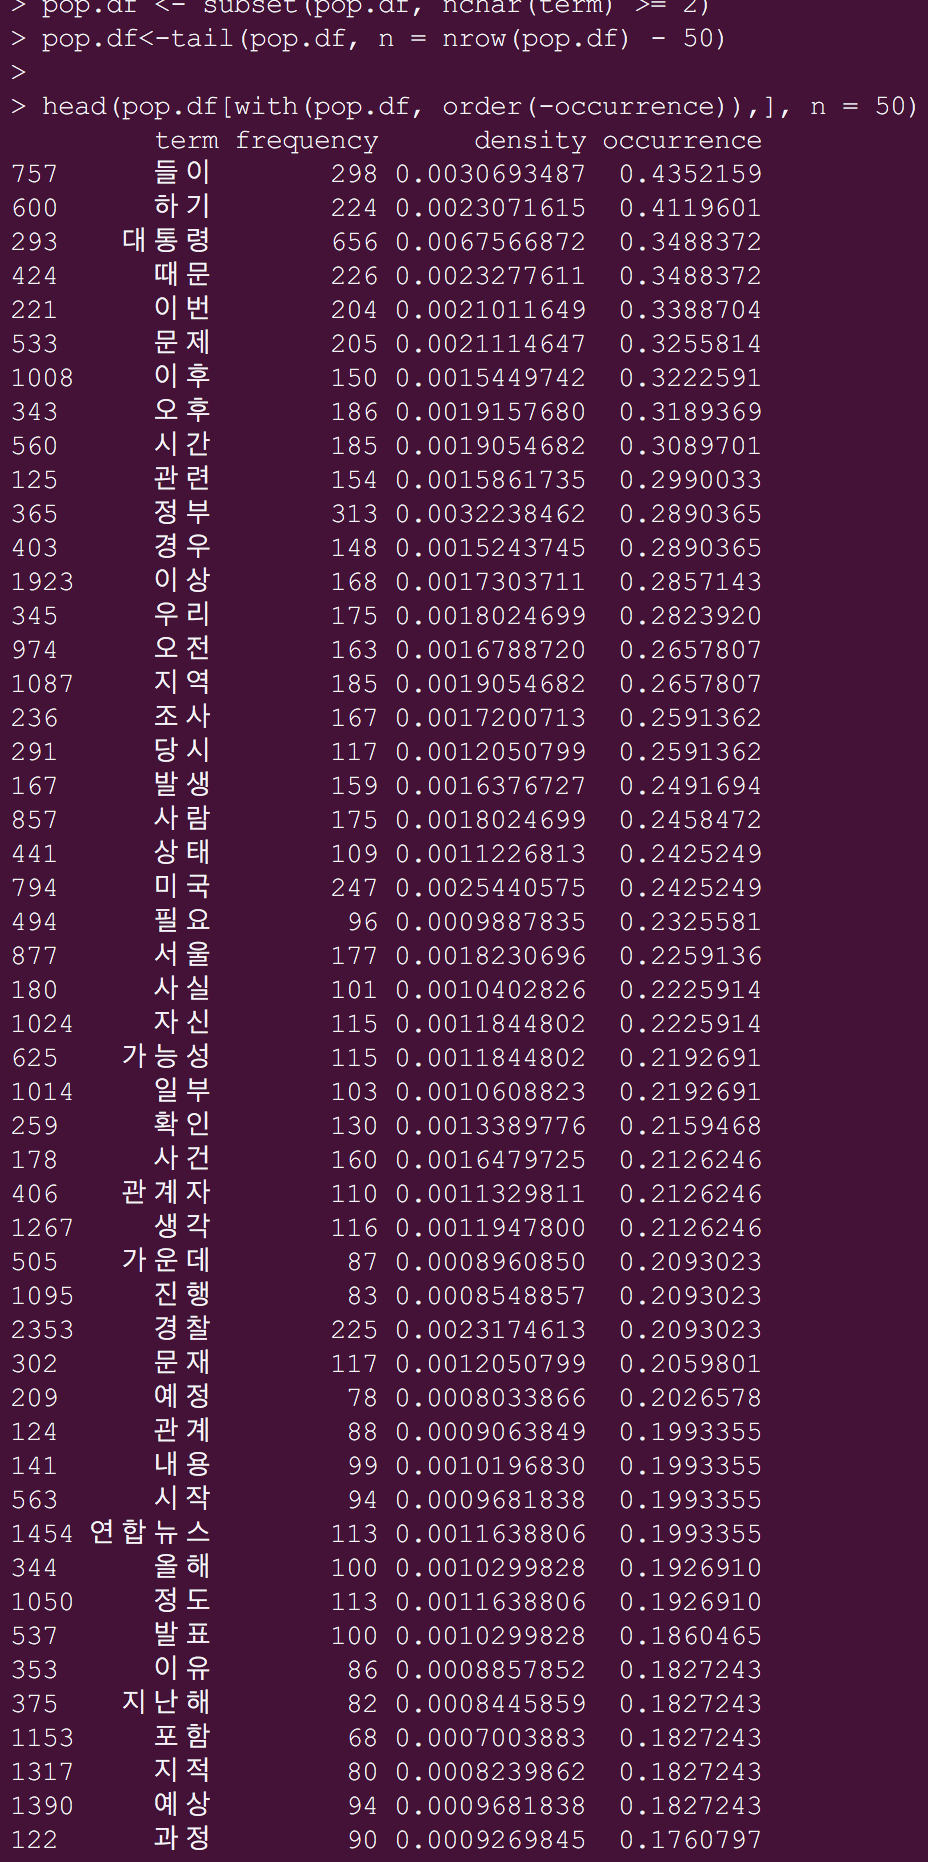 > pop.df <- subset(pop.df, nchar(term) >= 2)
> pop.df<-tail(pop.df, n = nrow(pop.df) - 50)
>
> head(pop.df[with(pop.df, order(-occurrence)),], n = 50)
term frequency density occurrence
757 들이 298 0.0030693487 0.4352159
600 하기 224 0.0023071615 0.4119601
293 대통령 656 0.0067566872 0.3488372
424 때문 226 0.0023277611 0.3488372
221 이번 204 0.0021011649 0.3388704
533 문제 205 0.0021114647 0.3255814
1008 이후 150 0.0015449742 0.3222591
343 오후 186 0.0019157680 0.3189369
560 시간 185 0.0019054682 0.3089701
125 관련 154 0.0015861735 0.2990033
365 정부 313 0.0032238462 0.2890365
403 경우 148 0.0015243745 0.2890365
1923 이상 168 0.0017303711 0.2857143
345 우리 175 0.0018024699 0.2823920
974 오전 163 0.0016788720 0.2657807
1087 지역 185 0.0019054682 0.2657807
236 조사 167 0.0017200713 0.2591362
291 당시 117 0.0012050799 0.2591362
167 발생 159 0.0016376727 0.2491694
857 사람 175 0.0018024699 0.2458472
441 상태 109 0.0011226813 0.2425249
794 미국 247 0.0025440575 0.2425249
494 필요 96 0.0009887835 0.2325581
877 서울 177 0.0018230696 0.2259136
180 사실 101 0.0010402826 0.2225914
1024 자신 115 0.0011844802 0.2225914
625 가능성 115 0.0011844802 0.2192691
1014 일부 103 0.0010608823 0.2192691
259 확인 130 0.0013389776 0.2159468
178 사건 160 0.0016479725 0.2126246
406 관계자 110 0.0011329811 0.2126246
1267 생각 116 0.0011947800 0.2126246
505 가운데 87 0.0008960850 0.2093023
1095 진행 83 0.0008548857 0.2093023
2353 경찰 225 0.0023174613 0.2093023
302 문재 117 0.0012050799 0.2059801
209 예정 78 0.0008033866 0.2026578
124 관계 88 0.0009063849 0.1993355
141 내용 99 0.0010196830 0.1993355
563 시작 94 0.0009681838 0.1993355
1454 연합뉴스 113 0.0011638806 0.1993355
344 올해 100 0.0010299828 0.1926910
1050 정도 113 0.0011638806 0.1926910
537 발표 100 0.0010299828 0.1860465
353 이유 86 0.0008857852 0.1827243
375 지난해 82 0.0008445859 0.1827243
1153 포함 68 0.0007003883 0.1827243
1317 지적 80 0.0008239862 0.1827243
1390 예상 94 0.0009681838 0.1827243
122 과정 90 0.0009269845 0.1760797